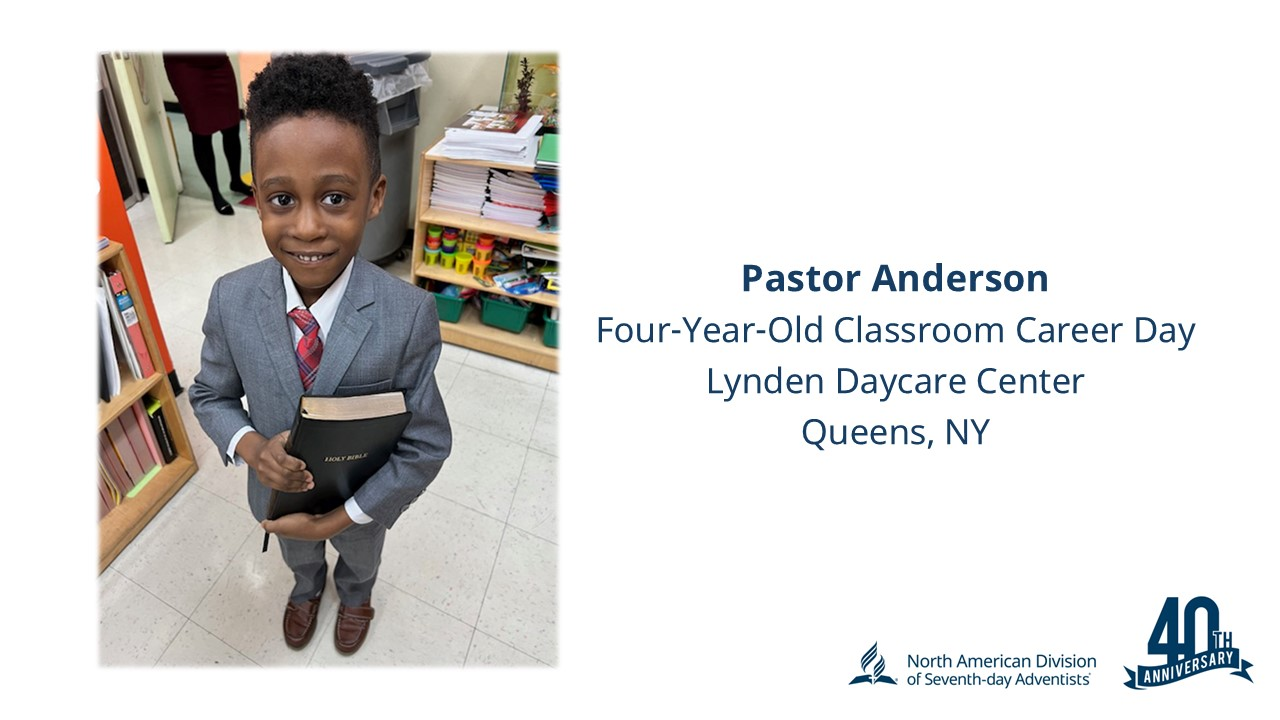 HOLY BIBLE
Pastor Anderson
Four-Year-Old Classroom Career Day
Lynden Daycare Center
Queens, NY
North American Division
of Seventh-day Adventists
40TH
ANNIVERSARY